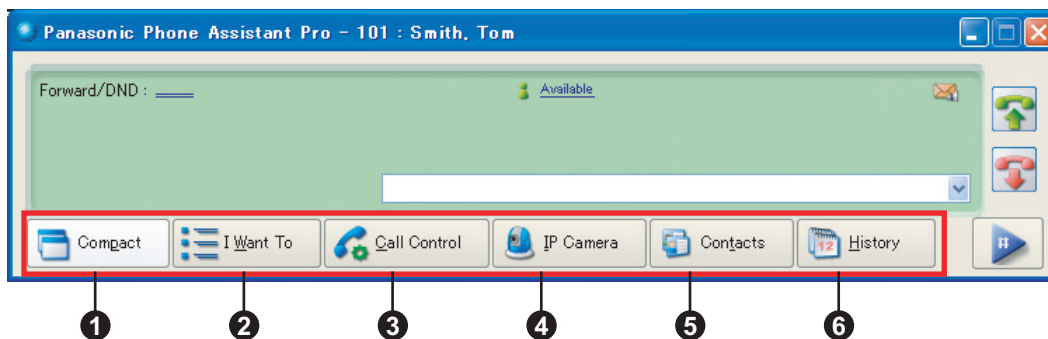 Panasonic Phone Assistant Pro - 101 : Smith, Tom
Forward/DND : Available
Compact I Want To Call Control IP Camera Contacts 12 History #
1 2 3 4 5 6